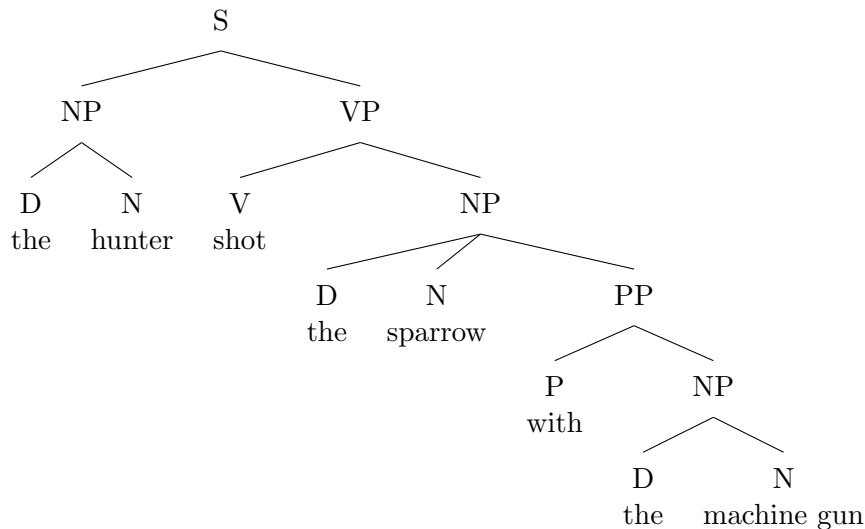 S
NP VP
D N V NP
the hunter shot
D N PP
the sparrow
P NP
with
D N
the machine gun